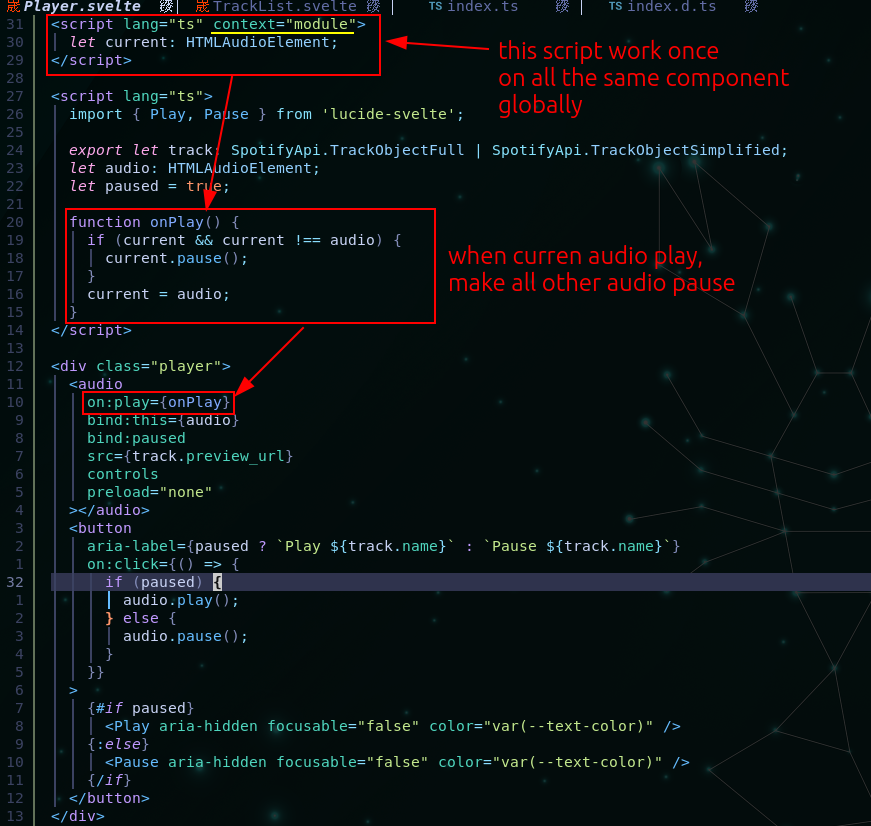 Player.svelte TrackList.svelte TS index.ts TS index.d.ts
31 <script lang="ts" context="module">
30 let current: HTMLAudioElement;
29 </script>
28
27 <script lang="ts">
26 import { Play, Pause } from 'lucide-svelte';
25
24 export let track: SpotifyApi.TrackObjectFull | SpotifyApi.TrackObjectSimplified;
23 let audio: HTMLAudioElement;
22 let paused = true;
21
20 function onPlay() {
19 if (current && current !== audio) {
18 current.pause();
17 }
16 current = audio;
15 }
14 </script>
13
12 <div class="player">
11 <audio
10 on:play={onPlay}
9 bind:this={audio}
8 bind:paused
7 src={track.preview_url}
6 controls
5 preload="none"
4 ></audio>
3 <button
2 aria-label={paused ? `Play ${track.name}` : `Pause ${track.name}`}
1 on:click={() => {
32 if (paused) {
1 audio.play();
2 } else {
3 audio.pause();
4 }
5 }}
6 >
7 {#if paused}
8 <Play aria-hidden focusable="false" color="var(--text-color)" />
9 {:else}
10 <Pause aria-hidden focusable="false" color="var(--text-color)" />
11 {/if}
12 </button>
13 </div>
this script work once
on all the same component
globally
when curren audio play,
make all other audio pause